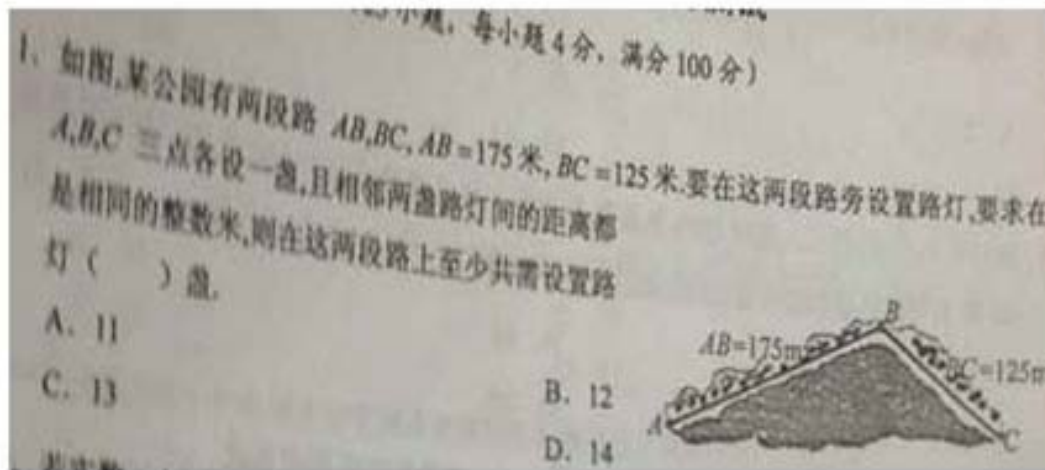 小题，每小题4分，满分100分）
1、如图,某公园有两段路 AB,BC, AB=175米, BC=125米.要在这两段路旁设置路灯,要求在
A,B,C 三点各设一盏,且相邻两盏路灯间的距离都
是相同的整数米,则在这两段路上至少共需设置路
灯（ ）盏.
A. 11
B. 12
C. 13
D. 14
B
AB=175m
BC=125m
A
C